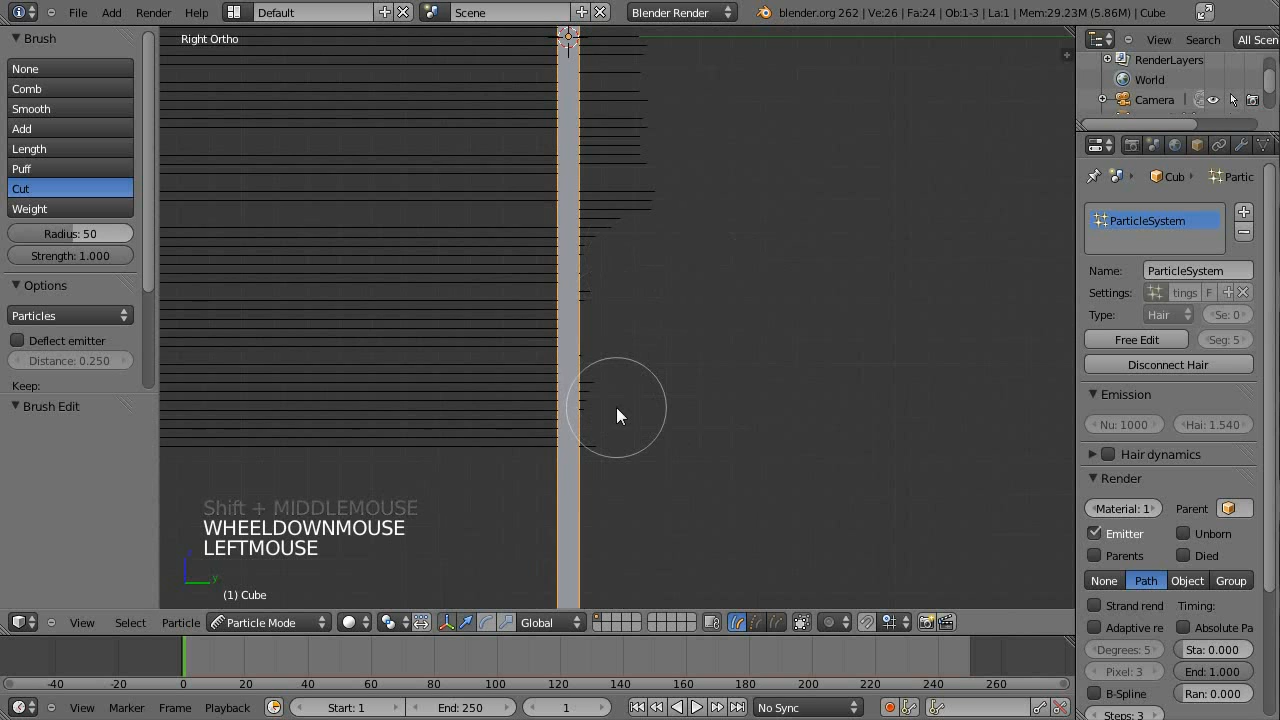 File Add Render Help Default Scene Blender Render blender.org 262 | Ve:26 | Fa:24 | Ob:1-3 | La:1 | Mem:29.23M (5.86M) | Cube
Brush
None
Comb
Smooth
Add
Length
Puff
Cut
Weight
Radius: 50
Strength: 1.000
Options
Particles
Deflect emitter
Distance: 0.250
Keep:
Brush Edit
Right Ortho
Shift + MIDDLEMOUSE
WHEELDOWNMOUSE
LEFTMOUSE
z
y
(1) Cube
View Select Particle Particle Mode Global
View Search All Scen
RenderLayers
World
Camera
Cub Partic
ParticleSystem
Name: ParticleSystem
Settings: tings F
Type: Hair Se: 0
Free Edit Seg: 5
Disconnect Hair
Emission
Nu: 1000 Hai: 1.540
Hair dynamics
Render
Material: 1 Parent
Emitter Unborn
Parents Died
None Path Object Group
Strand rend Timing:
Adaptive re Absolute Pa
Degrees: 5 Sta: 0.000
Pixel: 3 End: 1.000
B-Spline Ran: 0.000
Steps: 3
-40 -20 0 20 40 60 80 100 120 140 160 180 200 220 240 260
View Marker Frame Playback Start: 1 End: 250 1 No Sync